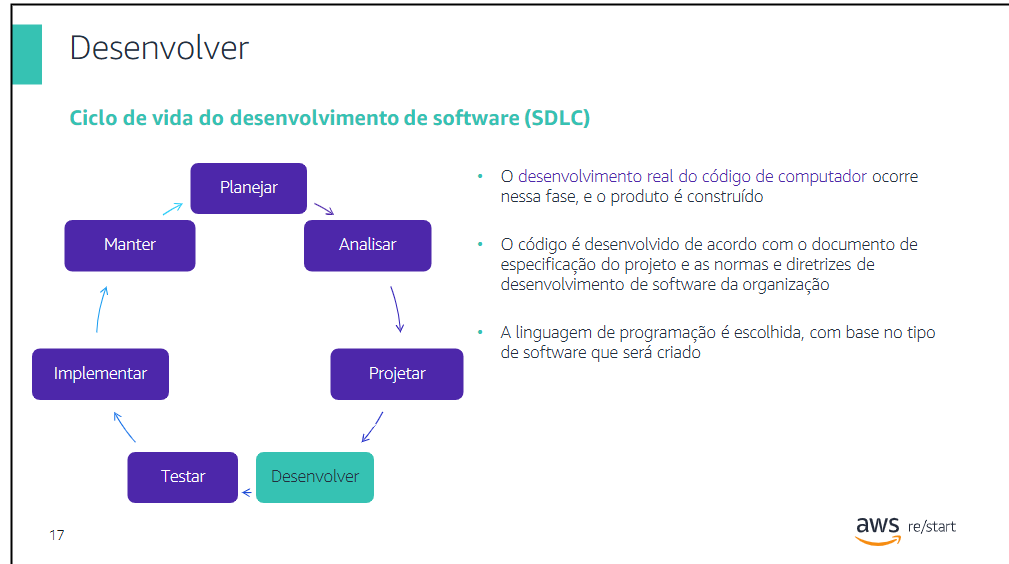 Desenvolver
Ciclo de vida do desenvolvimento de software (SDLC)
Planejar
Manter
Analisar
Implementar
Projetar
Testar
Desenvolver
• O desenvolvimento real do código de computador ocorre
nessa fase, e o produto é construído
• O código é desenvolvido de acordo com o documento de
especificação do projeto e as normas e diretrizes de
desenvolvimento de software da organização
• A linguagem de programação é escolhida, com base no tipo
de software que será criado
17
aws re/start